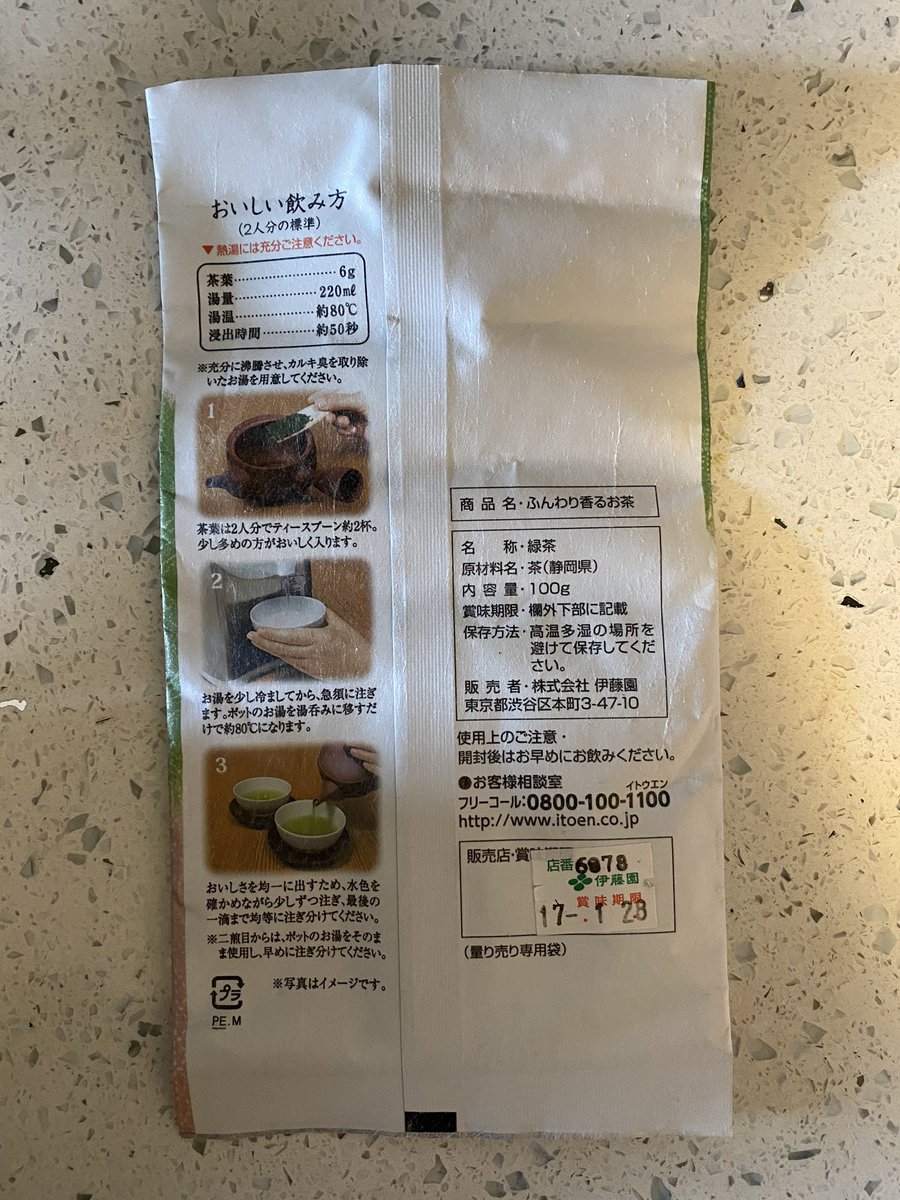 おいしい飲み方
(2人分の標準)
▼熱湯には充分ご注意ください。
茶葉…………………6g
湯量…………………220mℓ
湯温…………………約80℃
浸出時間…………約50秒
※充分に沸騰させ、カルキ臭を取り除
いたお湯を用意してください。
1
茶葉は2人分でティースプーン約2杯。
少し多めの方がおいしく入ります。
2
お湯を少し冷ましてから、急須に注ぎ
ます。ポットのお湯を湯呑みに移すだ
けで約80℃になります。
3
おいしさを均一に出すため、水色を
確かめながら少しずつ注ぎ、最後の
一滴まで均等に注ぎ分けてください。
※二煎目からは、ポットのお湯をそのま
ま使用し、早めに注ぎ分けてください。
プラ
PE.M
※写真はイメージです。
商品名・ふんわり香るお茶
名称・緑茶
原材料名・茶(静岡県)
内容量・100g
賞味期限・欄外下部に記載
保存方法・高温多湿の場所を
避けて保存してくだ
さい。
販売者・株式会社 伊藤園
東京都渋谷区本町3-47-10
使用上のご注意・
開封後はお早めにお飲みください。
お客様相談室
イトウエン
フリーコール:0800-100-1100
http://www.itoen.co.jp
販売店・賞味期限
店番6978
伊藤園
賞味期限
17-.1 23
(量り売り専用袋)